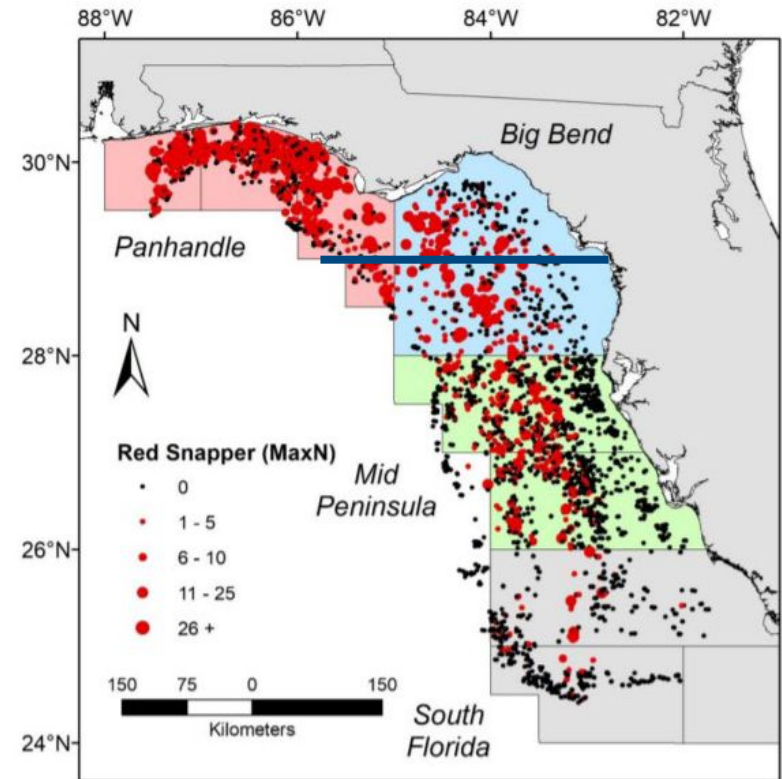 88°W 86°W 84°W 82°W
Big Bend
30°N
Panhandle
N
28°N
Red Snapper (MaxN)
0
1 - 5
6 - 10
11 - 25
26 +
Mid
Peninsula
26°N
150 75 0 150
Kilometers
South
Florida
24°N